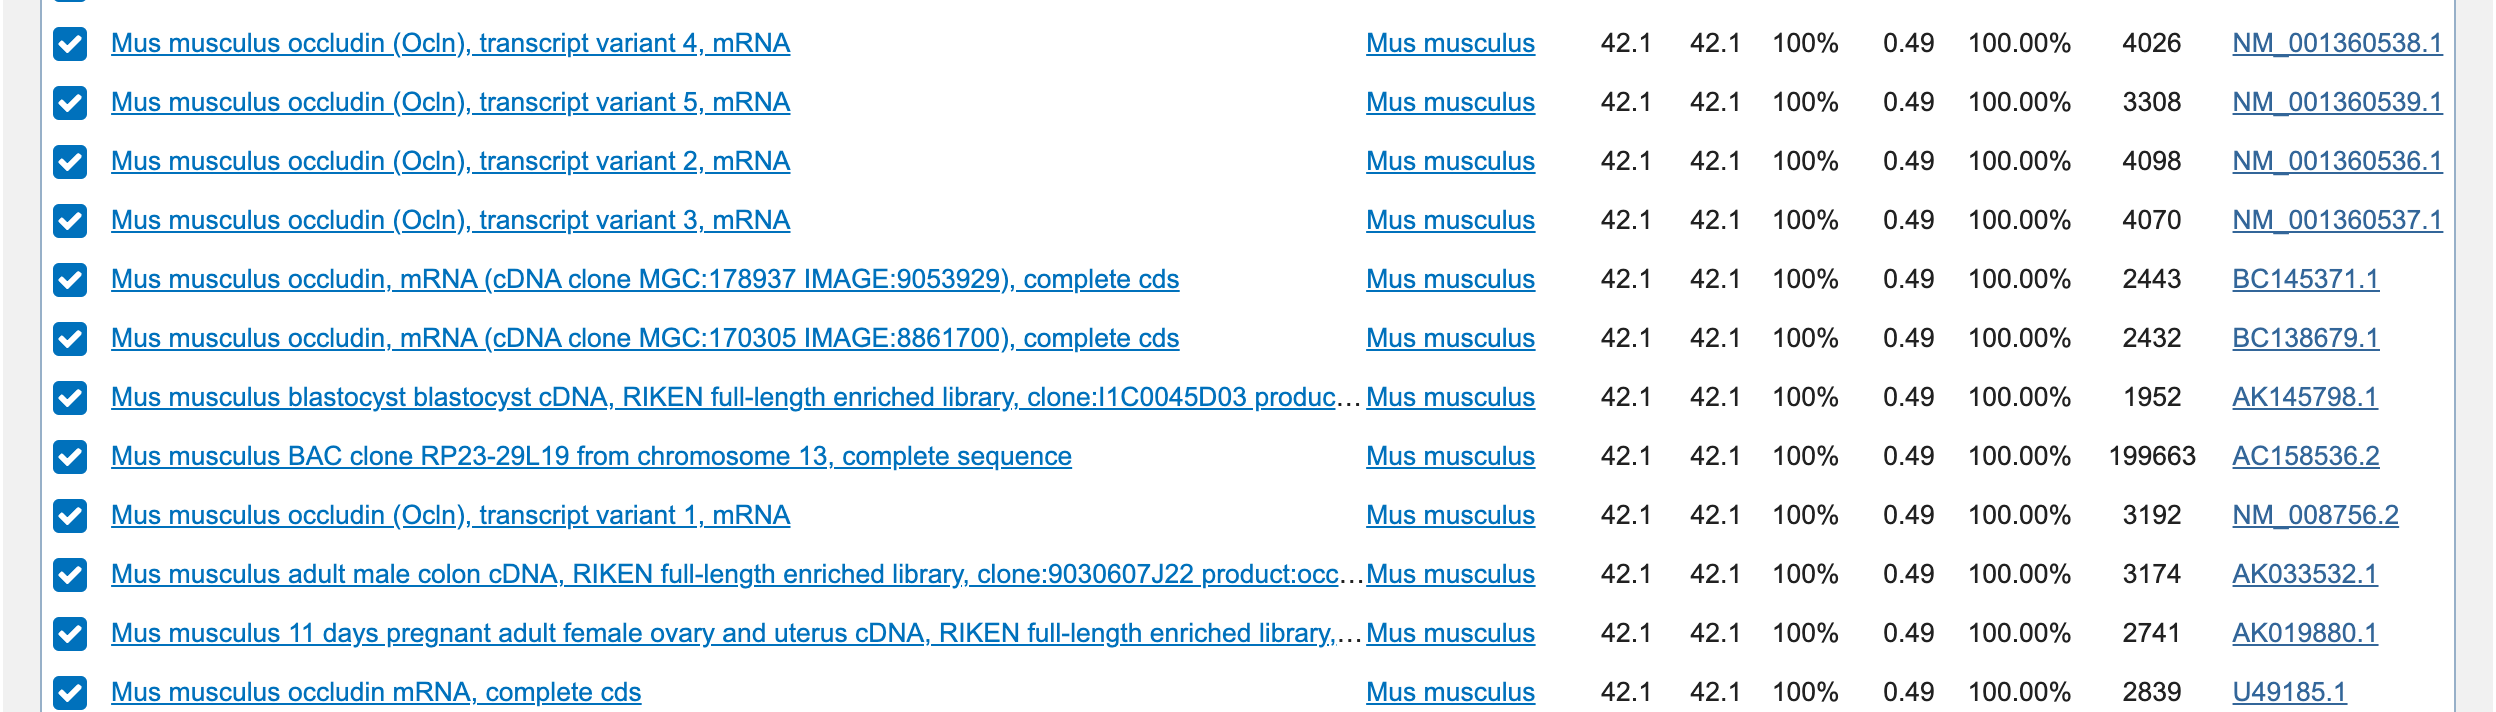 Mus musculus occludin (Ocln), transcript variant 4, mRNA Mus musculus 42.1 42.1 100% 0.49 100.00% 4026 NM_001360538.1
Mus musculus occludin (Ocln), transcript variant 5, mRNA Mus musculus 42.1 42.1 100% 0.49 100.00% 3308 NM_001360539.1
Mus musculus occludin (Ocln), transcript variant 2, mRNA Mus musculus 42.1 42.1 100% 0.49 100.00% 4098 NM_001360536.1
Mus musculus occludin (Ocln), transcript variant 3, mRNA Mus musculus 42.1 42.1 100% 0.49 100.00% 4070 NM_001360537.1
Mus musculus occludin, mRNA (cDNA clone MGC:178937 IMAGE:9053929), complete cds Mus musculus 42.1 42.1 100% 0.49 100.00% 2443 BC145371.1
Mus musculus occludin, mRNA (cDNA clone MGC:170305 IMAGE:8861700), complete cds Mus musculus 42.1 42.1 100% 0.49 100.00% 2432 BC138679.1
Mus musculus blastocyst blastocyst cDNA, RIKEN full-length enriched library, clone:I1C0045D03 produc... Mus musculus 42.1 42.1 100% 0.49 100.00% 1952 AK145798.1
Mus musculus BAC clone RP23-29L19 from chromosome 13, complete sequence Mus musculus 42.1 42.1 100% 0.49 100.00% 199663 AC158536.2
Mus musculus occludin (Ocln), transcript variant 1, mRNA Mus musculus 42.1 42.1 100% 0.49 100.00% 3192 NM_008756.2
Mus musculus adult male colon cDNA, RIKEN full-length enriched library, clone:9030607J22 product:occ... Mus musculus 42.1 42.1 100% 0.49 100.00% 3174 AK033532.1
Mus musculus 11 days pregnant adult female ovary and uterus cDNA, RIKEN full-length enriched library,... Mus musculus 42.1 42.1 100% 0.49 100.00% 2741 AK019880.1
Mus musculus occludin mRNA, complete cds Mus musculus 42.1 42.1 100% 0.49 100.00% 2839 U49185.1